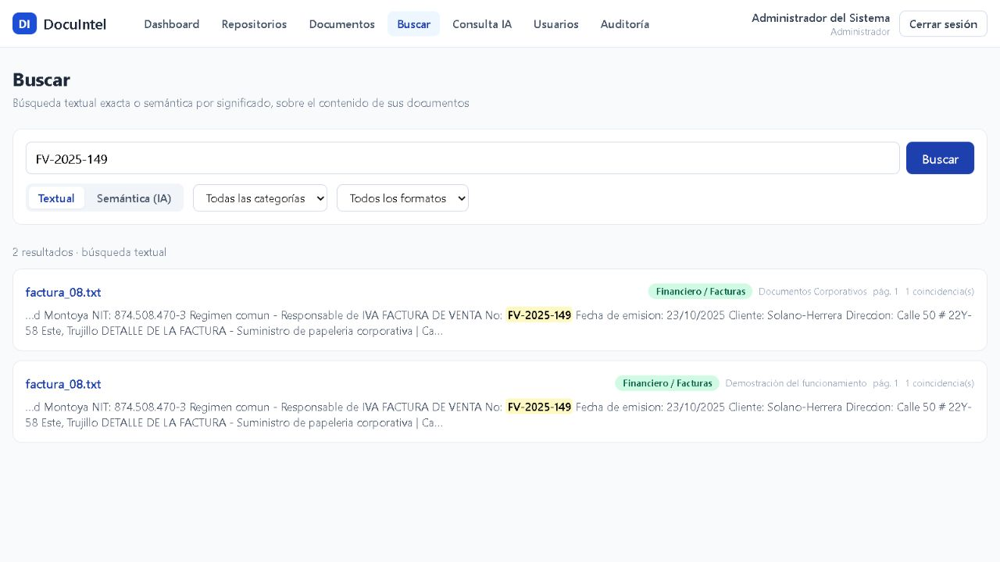 DI DocuIntel Dashboard Repositorios Documentos Buscar Consulta IA Usuarios Auditoría Administrador del Sistema Cerrar sesión
Administrador
Buscar
Búsqueda textual exacta o semántica por significado, sobre el contenido de sus documentos
FV-2025-149 Buscar
Textual Semántica (IA) Todas las categorías Todos los formatos
2 resultados · búsqueda textual
factura_08.txt Financiero / Facturas Documentos Corporativos pág. 1 1 coincidencia(s)
...d Montoya NIT: 874.508.470-3 Regimen comun - Responsable de IVA FACTURA DE VENTA No: FV-2025-149 Fecha de emision: 23/10/2025 Cliente: Solano-Herrera Direccion: Calle 50 # 22Y-
58 Este, Trujillo DETALLE DE LA FACTURA - Suministro de papeleria corporativa | Ca...
factura_08.txt Financiero / Facturas Demostración del funcionamiento pág. 1 1 coincidencia(s)
...d Montoya NIT: 874.508.470-3 Regimen comun - Responsable de IVA FACTURA DE VENTA No: FV-2025-149 Fecha de emision: 23/10/2025 Cliente: Solano-Herrera Direccion: Calle 50 # 22Y-
58 Este, Trujillo DETALLE DE LA FACTURA - Suministro de papeleria corporativa | Ca...